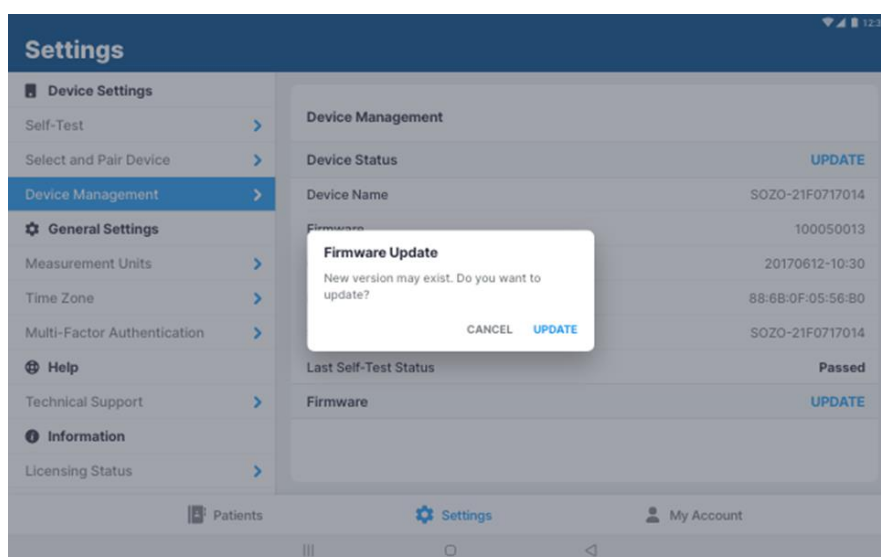 12:3
Settings
Device Settings
Self-Test
Select and Pair Device
Device Management
General Settings
Measurement Units
Time Zone
Multi-Factor Authentication
Help
Technical Support
Information
Licensing Status
Device Management
Device Status UPDATE
Device Name SOZO-21F0717014
Firmware 100050013
20170612-10:30
88:6B:0F:05:56:B0
SOZO-21F0717014
Last Self-Test Status Passed
Firmware UPDATE
Firmware Update
New version may exist. Do you want to
update?
CANCEL UPDATE
Patients Settings My Account